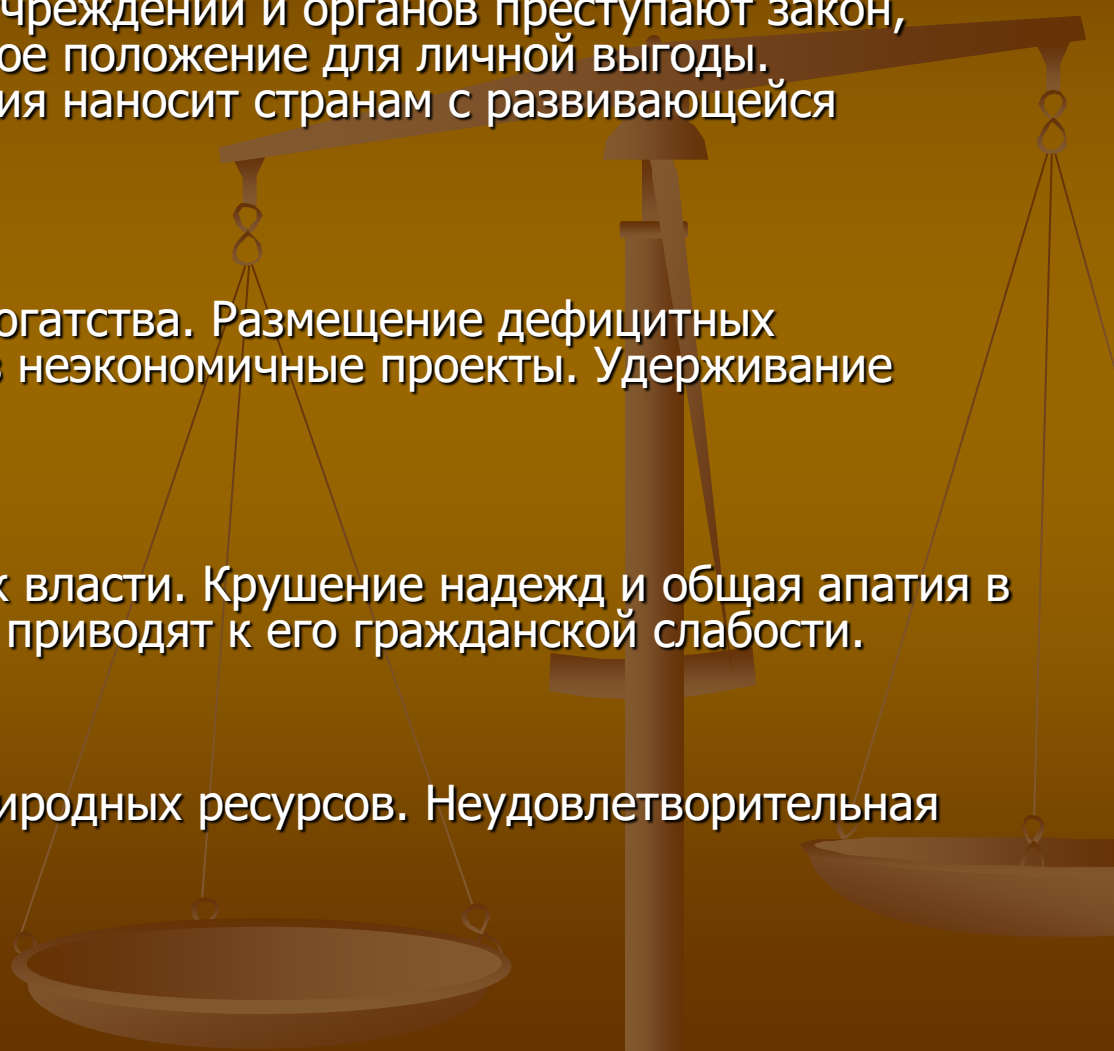 чреждений и органов преступают закон,
ое положение для личной выгоды.
ия наносит странам с развивающейся
огатства. Размещение дефицитных
в неэкономичные проекты. Удерживание
к власти. Крушение надежд и общая апатия в
приводят к его гражданской слабости.
иродных ресурсов. Неудовлетворительная